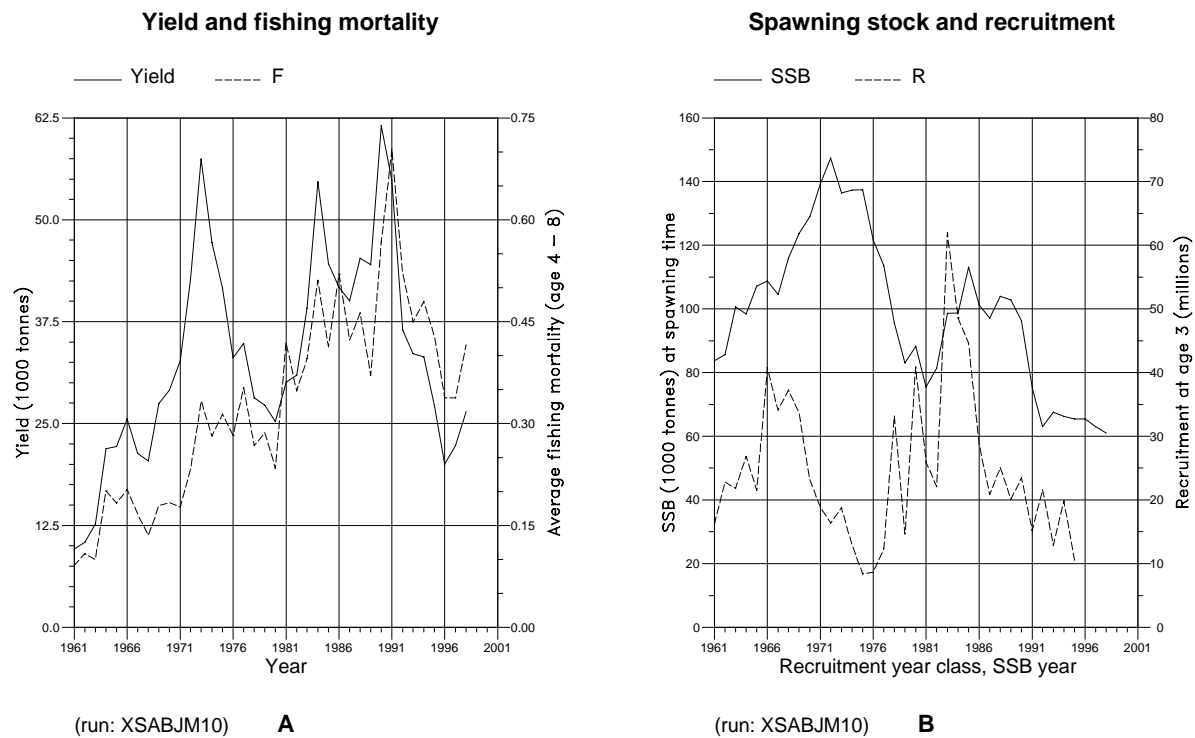 Yield and fishing mortality
Yield F
62.5
50.0
37.5
25.0
12.5
0.0
0.75
0.60
0.45
0.30
0.15
0.00
Yield (1000 tonnes)
Average fishing mortality (age 4 – 8)
1961 1966 1971 1976 1981 1986 1991 1996 2001
Year
(run: XSABJM10) A
Spawning stock and recruitment
SSB R
160
140
120
100
80
60
40
20
0
80
70
60
50
40
30
20
10
0
SSB (1000 tonnes) at spawning time
Recruitment at age 3 (millions)
1961 1966 1971 1976 1981 1986 1991 1996 2001
Recruitment year class, SSB year
(run: XSABJM10) B